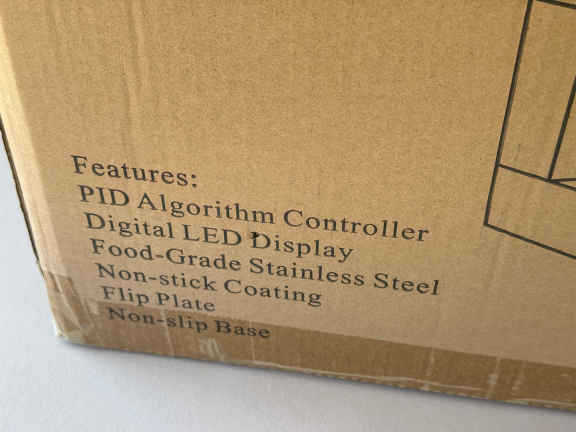 Features:
PID Algorithm Controller
Digital LED Display
Food-Grade Stainless Steel
Non-stick Coating
Flip Plate
Non-slip Base